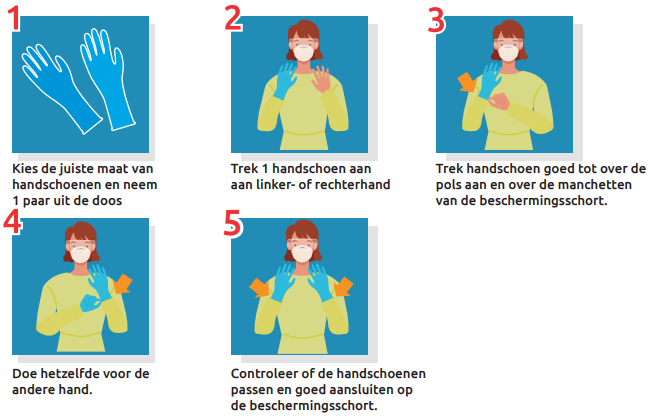 1
Kies de juiste maat van
handschoenen en neem
1 paar uit de doos
2
Trek 1 handschoen aan
aan linker- of rechterhand
3
Trek handschoen goed tot over de
pols aan en over de manchetten
van de beschermingsschort.
4
Doe hetzelfde voor de
andere hand.
5
Controleer of de handschoenen
passen en goed aansluiten op
de beschermingsschort.